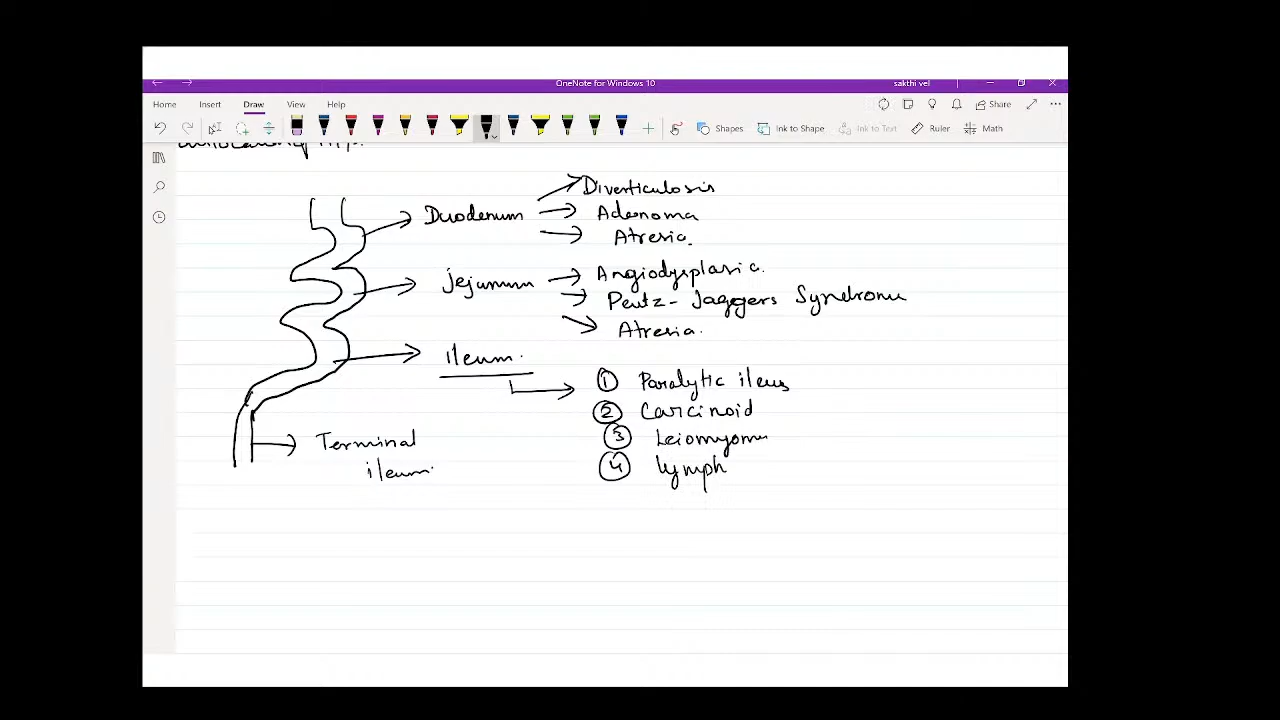 OneNote for Windows 10
sakthi vel
Home Insert Draw View Help
Share
Shapes
Ink to Shape
Ink to Text
Ruler
Math
Duodenum
Diverticulosis
Adenoma
Atresia.
Jejunum
Angiodysplasia.
Peutz-Jaggers Syndrome
Atresia.
ileum.
1 Paralytic ileus
2 Carcinoid
3 Leiomyoma
4 lymph
Terminal
ileum.